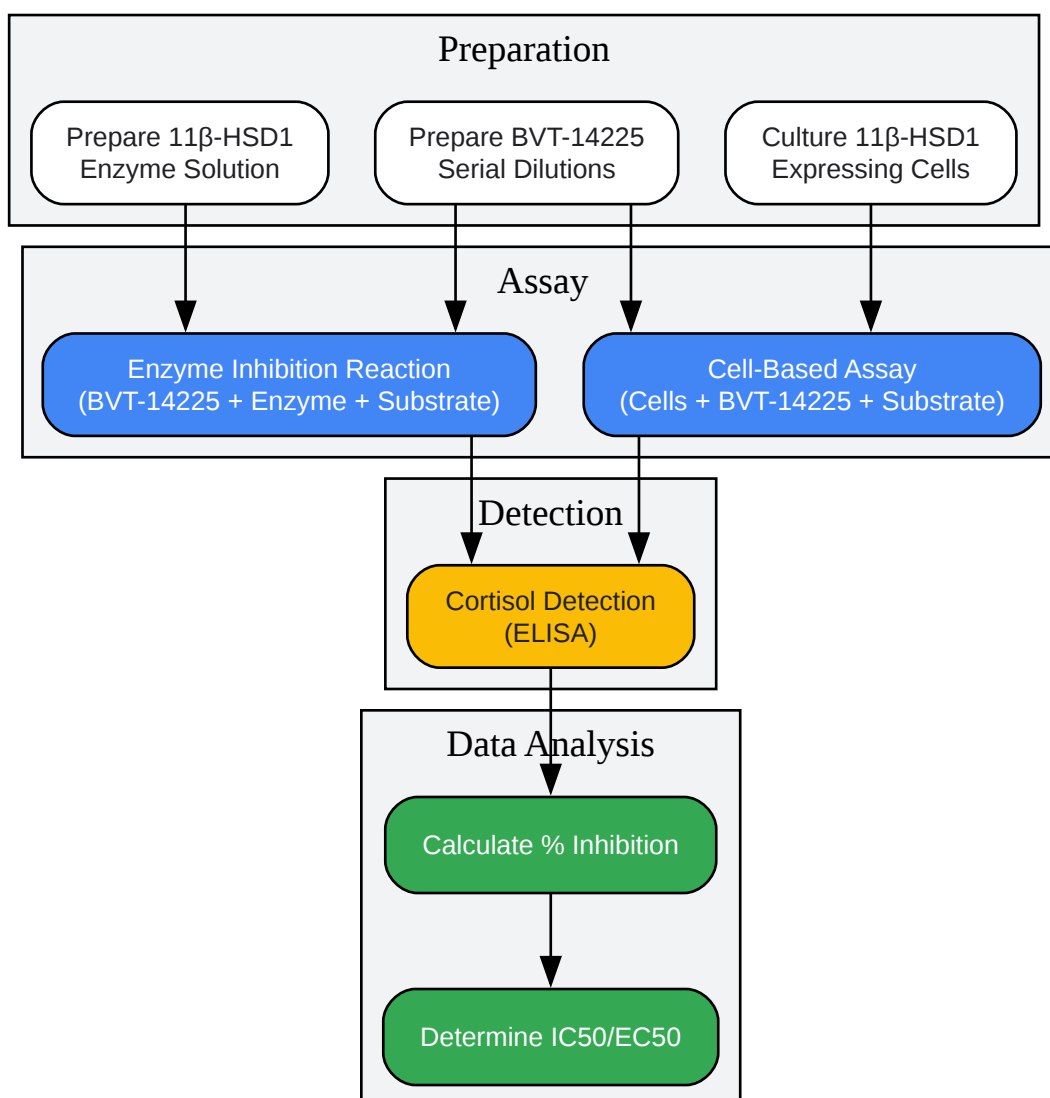 Preparation
Prepare 11β-HSD1
Enzyme Solution
Prepare BVT-14225
Serial Dilutions
Culture 11β-HSD1
Expressing Cells
Assay
Enzyme Inhibition Reaction
(BVT-14225 + Enzyme + Substrate)
Cell-Based Assay
(Cells + BVT-14225 + Substrate)
Detection
Cortisol Detection
(ELISA)
Data Analysis
Calculate % Inhibition
Determine IC50/EC50